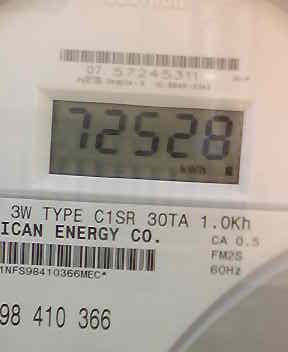 07 57245311
72528
kWh
3W TYPE C1SR 30TA 1.0Kh
ICAN ENERGY CO.
CA 0.5
FM2S
60Hz
1NFS98410366MEC*
98 410 366